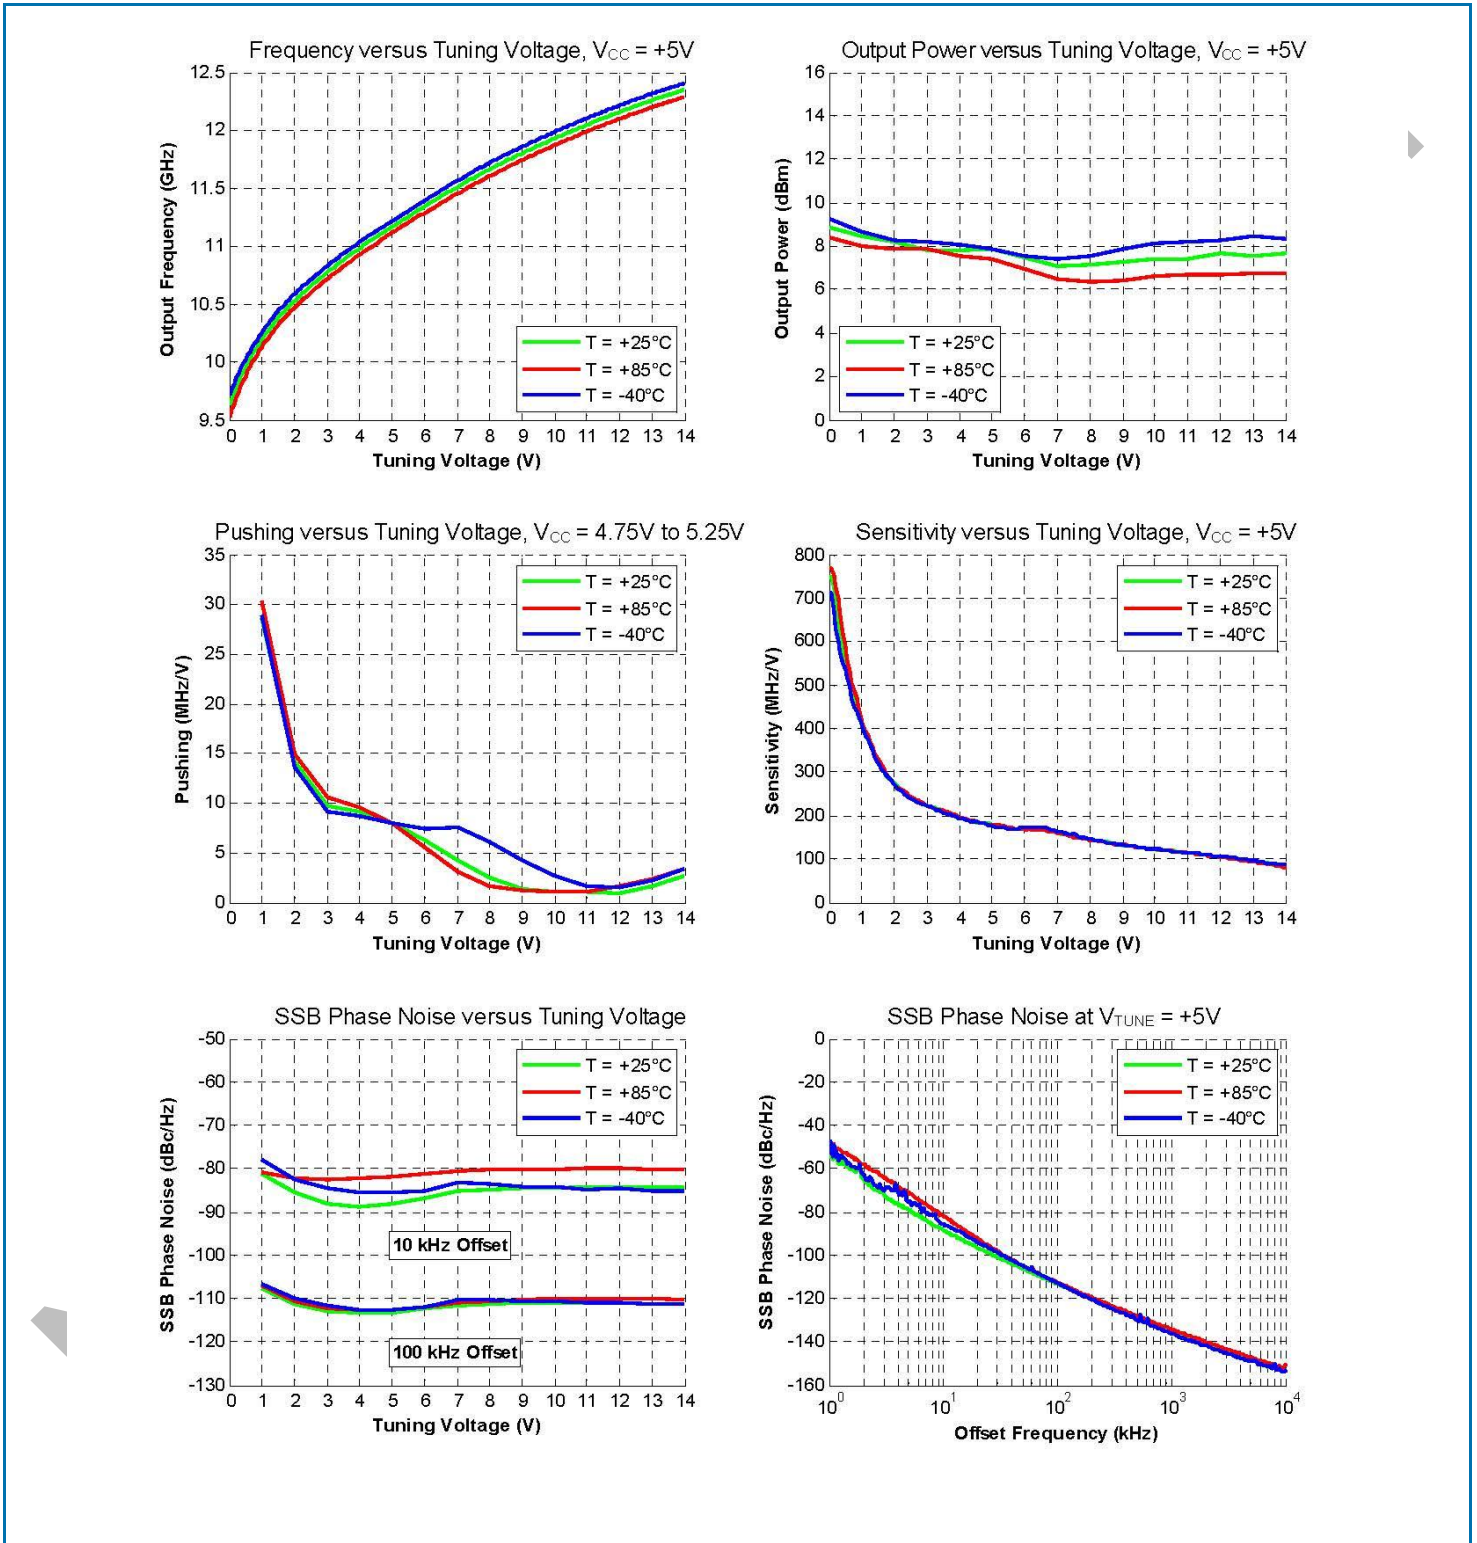 Frequency versus Tuning Voltage, VCC = +5V
12.5
12
11.5
11
10.5
10
9.5
Output Frequency (GHz)
T = +25°C
T = +85°C
T = -40°C
0 1 2 3 4 5 6 7 8 9 10 11 12 13 14
Tuning Voltage (V)
Output Power versus Tuning Voltage, VCC = +5V
16
14
12
10
8
6
4
2
0
Output Power (dBm)
T = +25°C
T = +85°C
T = -40°C
0 1 2 3 4 5 6 7 8 9 10 11 12 13 14
Tuning Voltage (V)
Pushing versus Tuning Voltage, VCC = 4.75V to 5.25V
35
30
25
20
15
10
5
0
Pushing (MHz/V)
T = +25°C
T = +85°C
T = -40°C
0 1 2 3 4 5 6 7 8 9 10 11 12 13 14
Tuning Voltage (V)
Sensitivity versus Tuning Voltage, VCC = +5V
800
700
600
500
400
300
200
100
0
Sensitivity (MHz/V)
T = +25°C
T = +85°C
T = -40°C
0 1 2 3 4 5 6 7 8 9 10 11 12 13 14
Tuning Voltage (V)
SSB Phase Noise versus Tuning Voltage
-50
-60
-70
-80
-90
-100
-110
-120
-130
SSB Phase Noise (dBc/Hz)
T = +25°C
T = +85°C
T = -40°C
10 kHz Offset
100 kHz Offset
0 1 2 3 4 5 6 7 8 9 10 11 12 13 14
Tuning Voltage (V)
SSB Phase Noise at VTUNE = +5V
0
-20
-40
-60
-80
-100
-120
-140
-160
SSB Phase Noise (dBc/Hz)
T = +25°C
T = +85°C
T = -40°C
10^0 10^1 10^2 10^3 10^4
Offset Frequency (kHz)